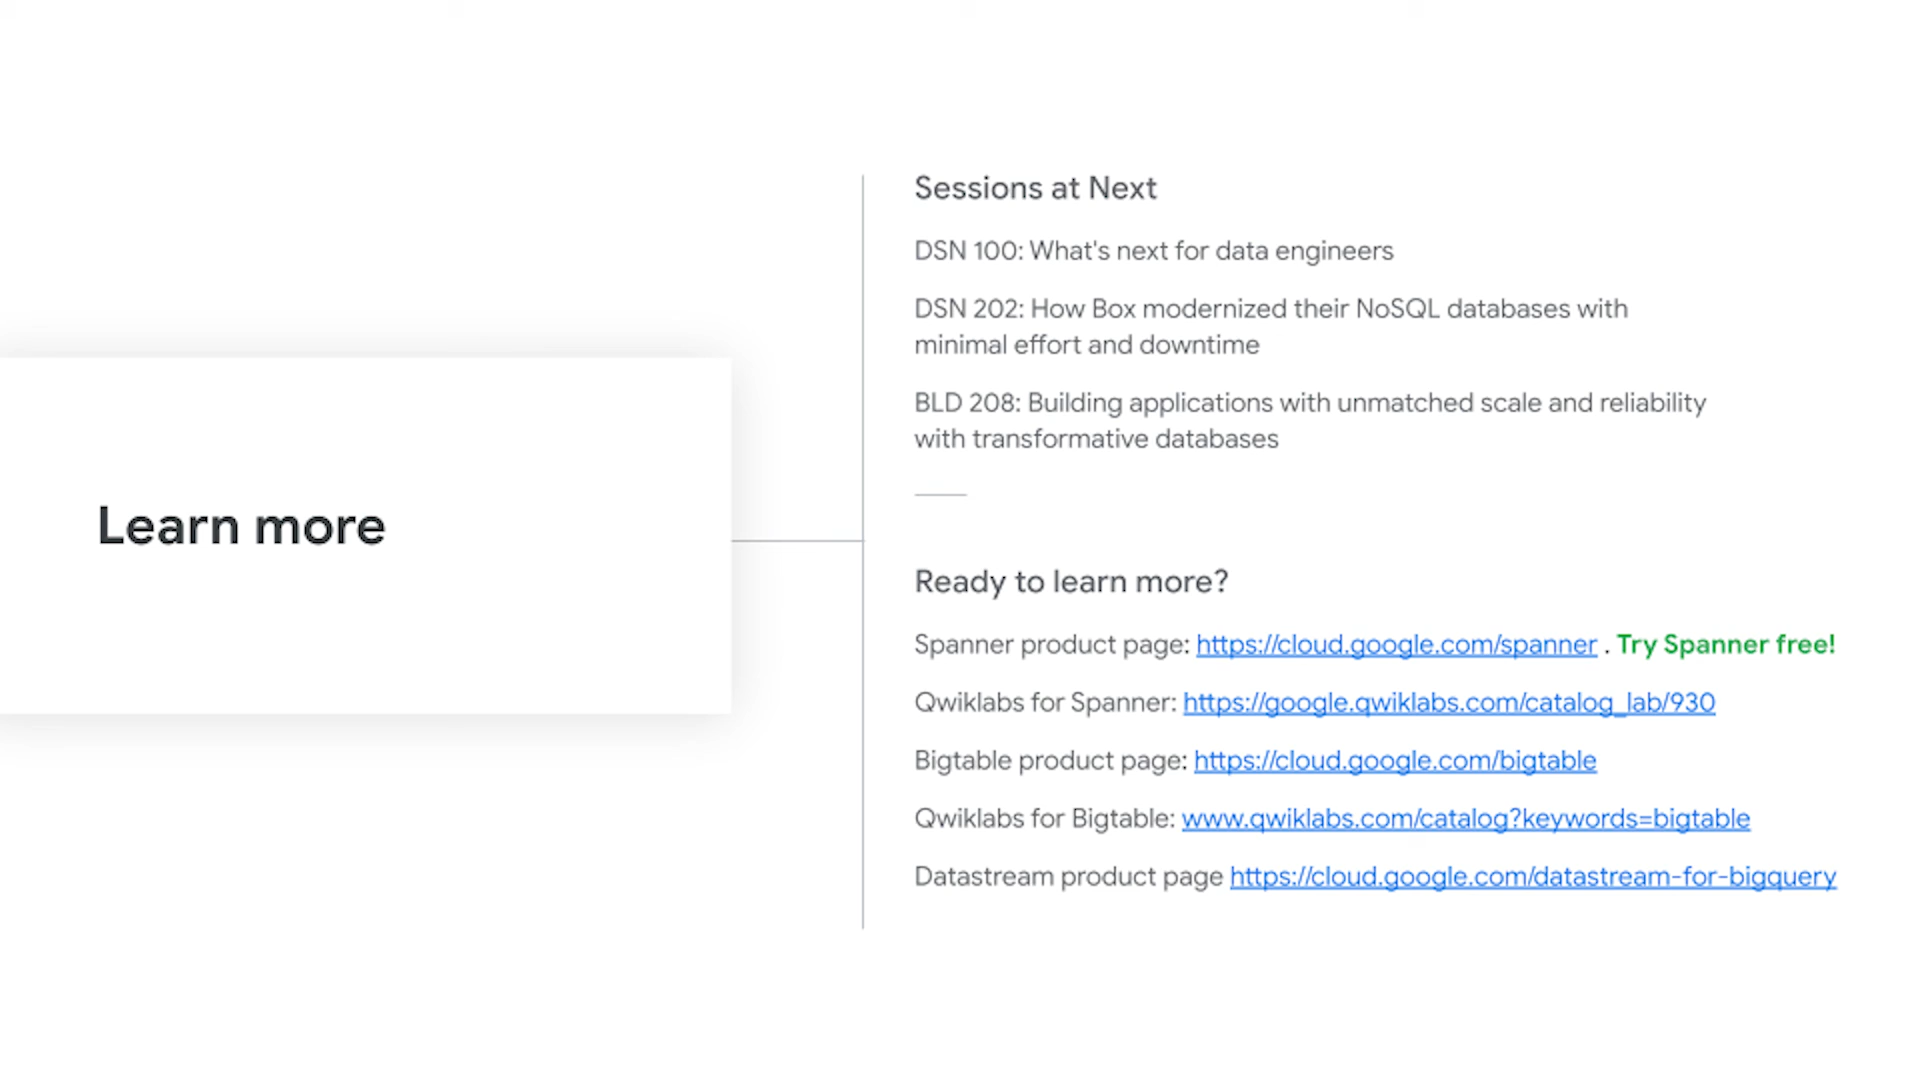 Learn more
Sessions at Next
DSN 100: What's next for data engineers
DSN 202: How Box modernized their NoSQL databases with
minimal effort and downtime
BLD 208: Building applications with unmatched scale and reliability
with transformative databases
Ready to learn more?
Spanner product page: https://cloud.google.com/spanner . Try Spanner free!
Qwiklabs for Spanner: https://google.qwiklabs.com/catalog_lab/930
Bigtable product page: https://cloud.google.com/bigtable
Qwiklabs for Bigtable: www.qwiklabs.com/catalog?keywords=bigtable
Datastream product page https://cloud.google.com/datastream-for-bigquery